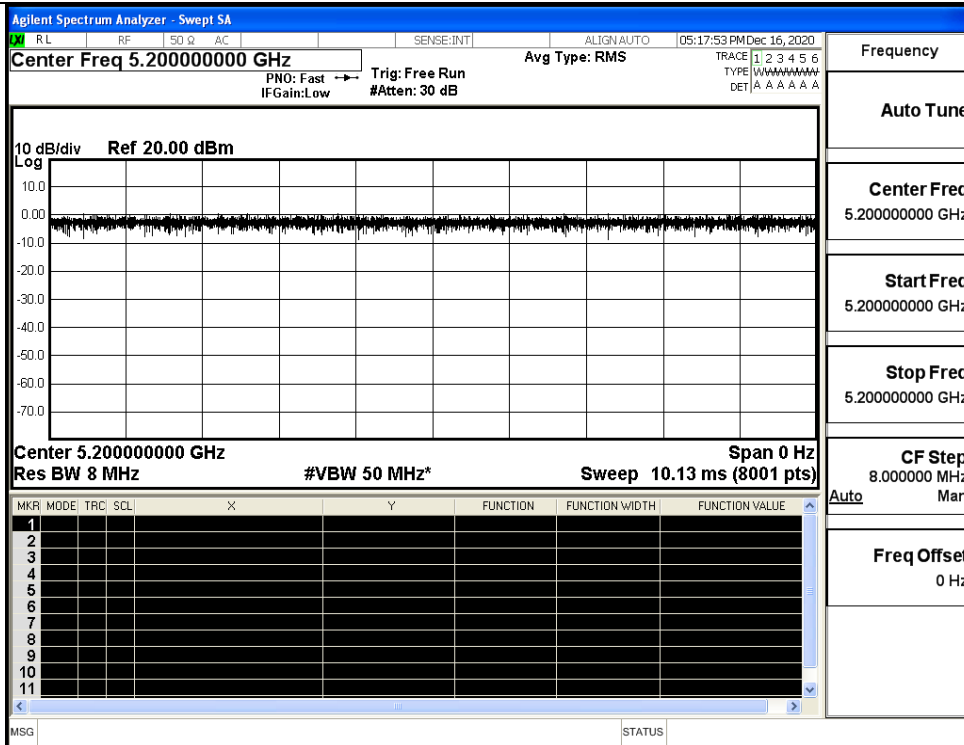 Agilent Spectrum Analyzer - Swept SA
LXI RL RF 50 Ω AC SENSE:INT ALIGN AUTO 05:17:53 PM Dec 16, 2020
Center Freq 5.200000000 GHz
PNO: Fast
IFGain:Low
Trig: Free Run
#Atten: 30 dB
Avg Type: RMS
TRACE 1 2 3 4 5 6
TYPE WWWWWW
DET A A A A A A
10 dB/div Ref 20.00 dBm
Log
10.0
0.00
-10.0
-20.0
-30.0
-40.0
-50.0
-60.0
-70.0
Center 5.200000000 GHz Span 0 Hz
Res BW 8 MHz #VBW 50 MHz* Sweep 10.13 ms (8001 pts)
MKR MODE TRC SCL X Y FUNCTION FUNCTION WIDTH FUNCTION VALUE
1
2
3
4
5
6
7
8
9
10
11
MSG STATUS
Frequency
Auto Tune
Center Freq
5.200000000 GHz
Start Freq
5.200000000 GHz
Stop Freq
5.200000000 GHz
CF Step
8.000000 MHz
Auto Man
Freq Offset
0 Hz